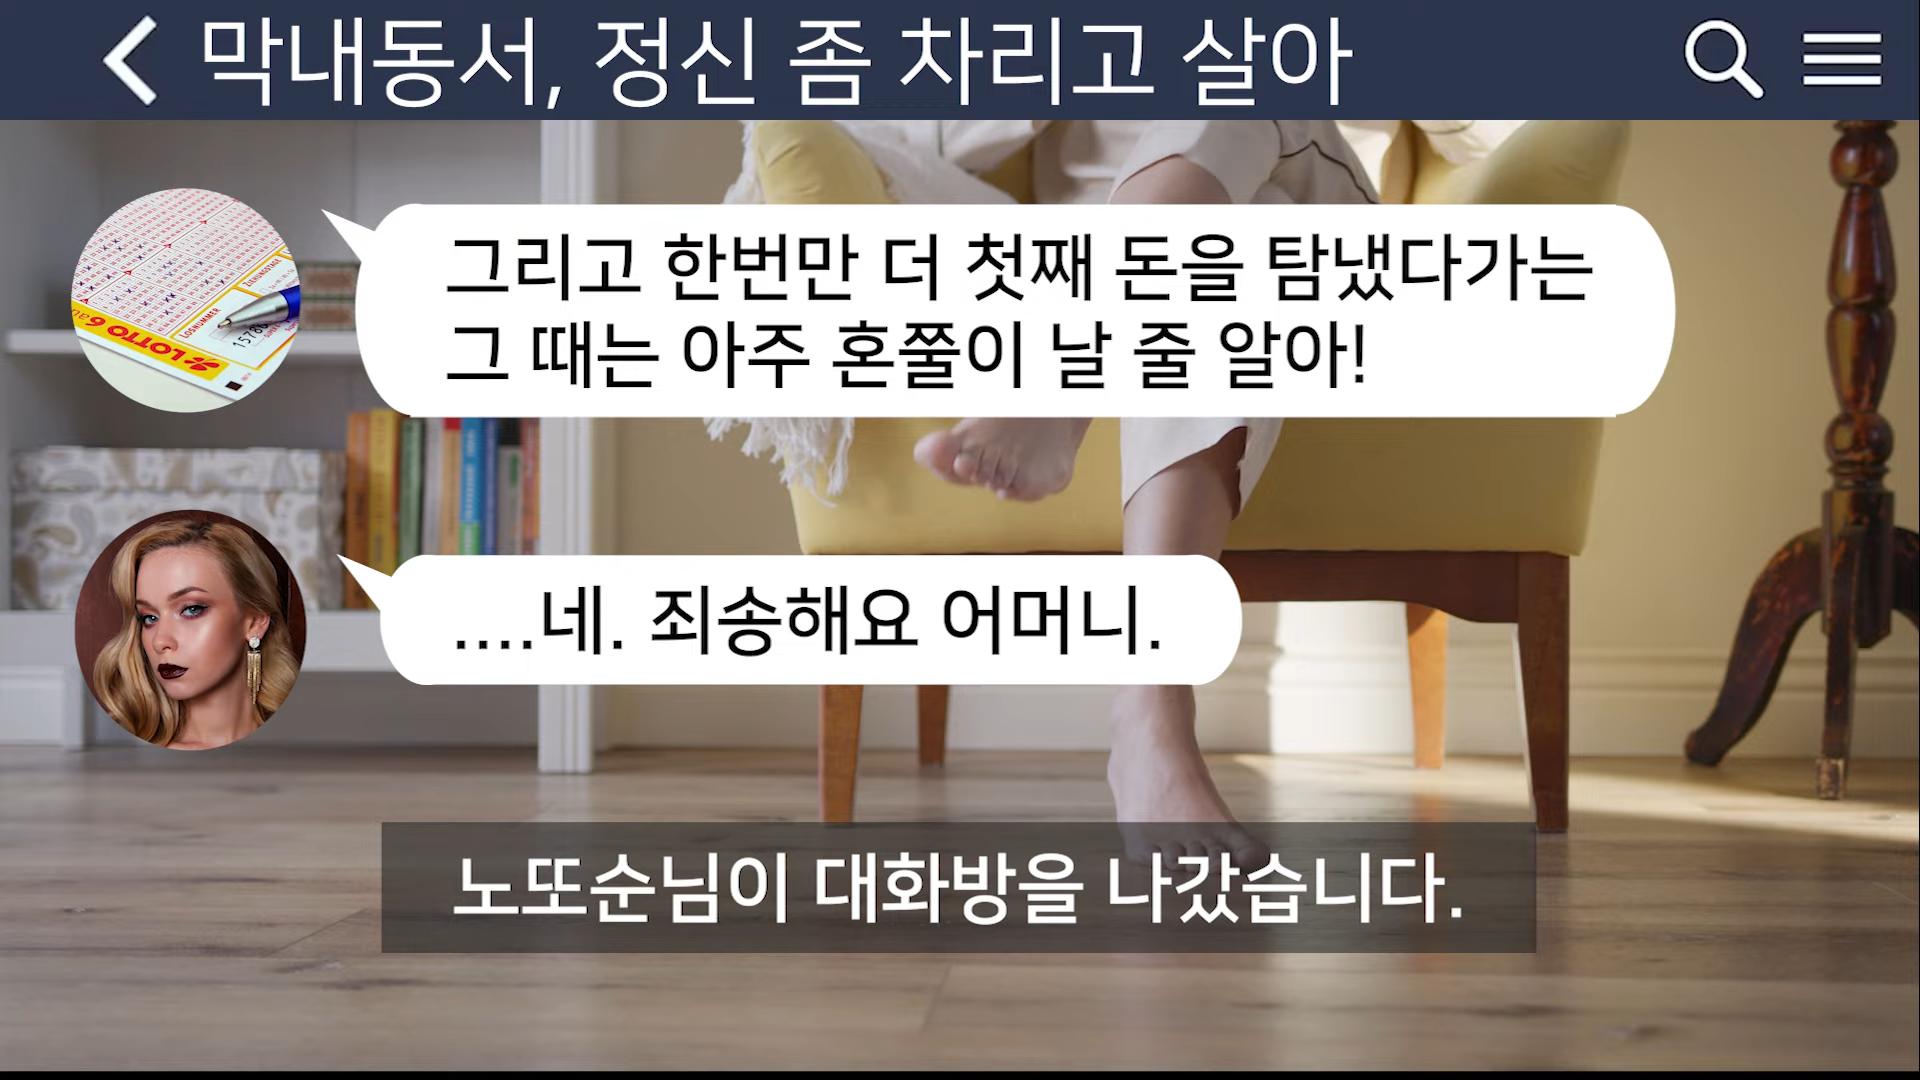 막내동서, 정신 좀 차리고 살아
그리고 한번만 더 첫째 돈을 탐냈다가는
그 때는 아주 혼쭐이 날 줄 알아!
LOTTO 6
LOSNUMMER
....네. 죄송해요 어머니.
노또순님이 대화방을 나갔습니다.